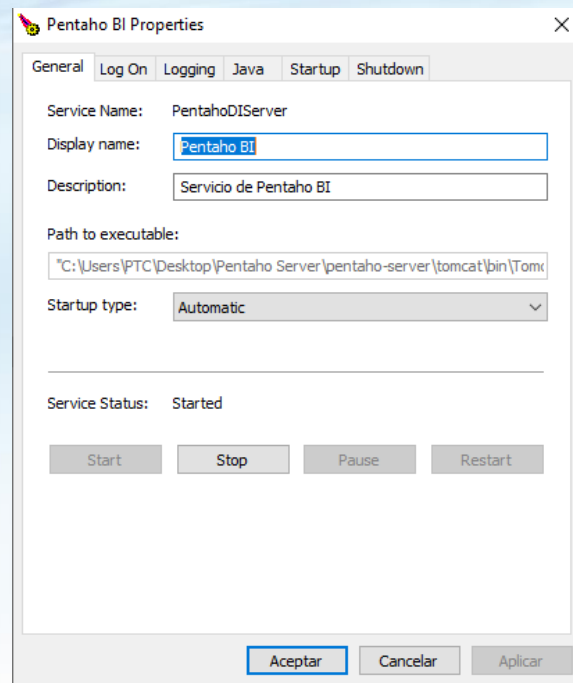 Pentaho BI Properties
General Log On Logging Java Startup Shutdown
Service Name: PentahoDIServer
Display name: Pentaho BI
Description: Servicio de Pentaho BI
Path to executable:
"C:\Users\PTC\Desktop\Pentaho Server\pentaho-server\tomcat\bin\Tomc
Startup type: Automatic
Service Status: Started
Start Stop Pause Restart
Aceptar Cancelar Aplicar